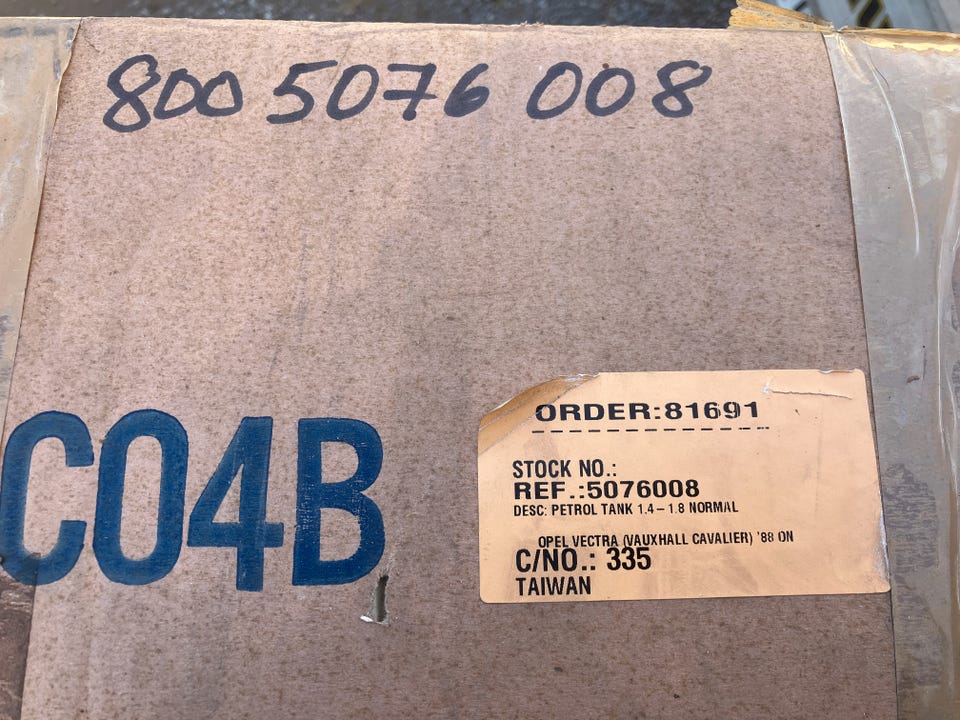 800 5076 008
C04B
ORDER:81691
STOCK NO.:
REF.:5076008
DESC: PETROL TANK 1.4 – 1.8 NORMAL
OPEL VECTRA (VAUXHALL CAVALIER) '88 ON
C/NO.: 335
TAIWAN